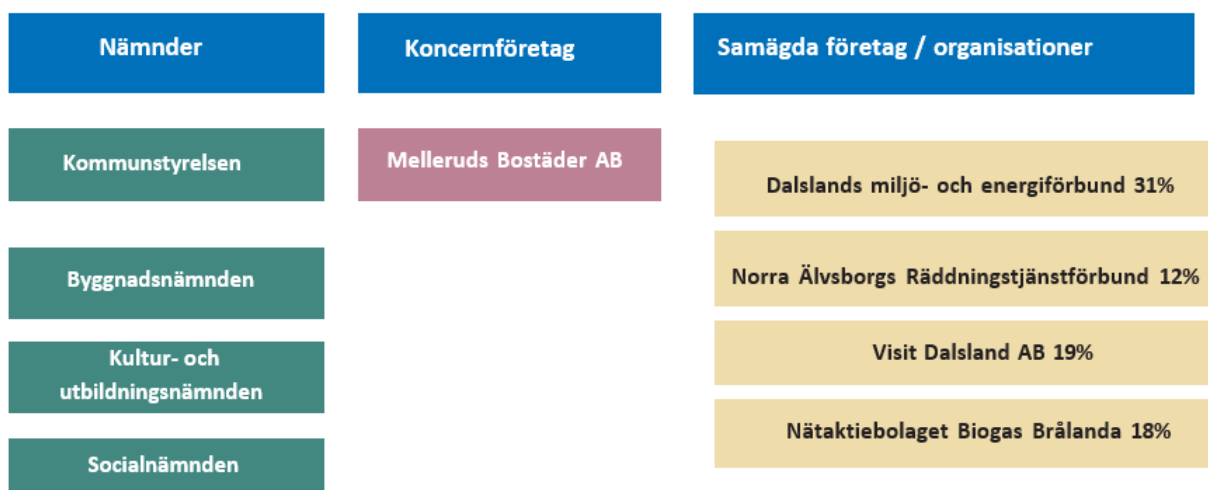 Nämnder
Kommunstyrelsen
Byggnadsnämnden
Kultur- och
utbildningsnämnden
Socialnämnden
Koncernföretag
Melleruds Bostäder AB
Samägda företag / organisationer
Dalslands miljö- och energiförbund 31%
Norra Älvsborgs Räddningstjänstförbund 12%
Visit Dalsland AB 19%
Nätaktiebolaget Biogas Brålanda 18%